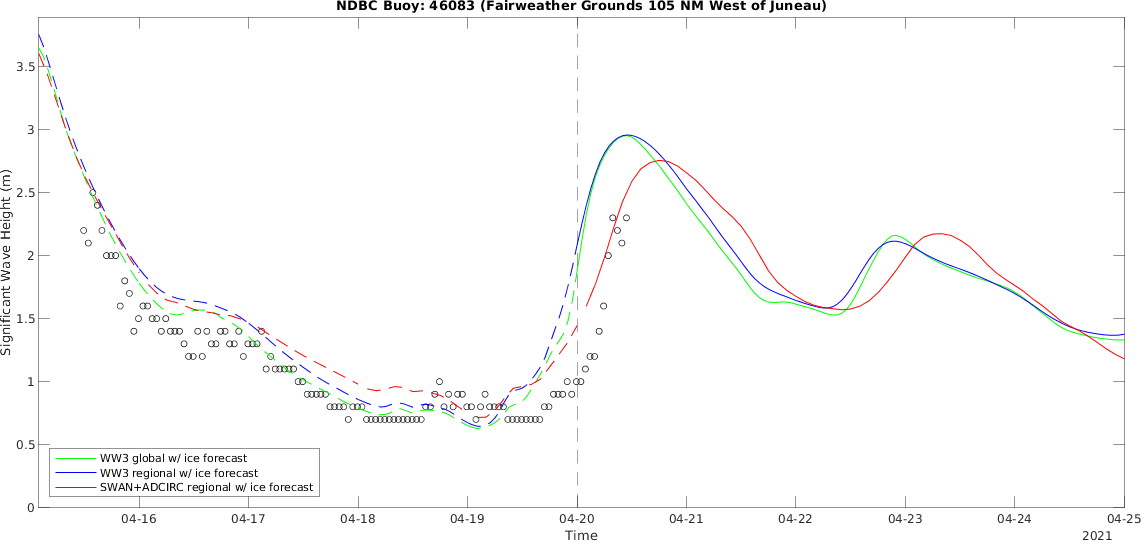 NDBC Buoy: 46083 (Fairweather Grounds 105 NM West of Juneau)
Significant Wave Height (m)
3.5
3
2.5
2
1.5
1
0.5
0
WW3 global w/ ice forecast
WW3 regional w/ ice forecast
SWAN+ADCIRC regional w/ ice forecast
04-16 04-17 04-18 04-19 04-20 04-21 04-22 04-23 04-24 04-25
Time
2021